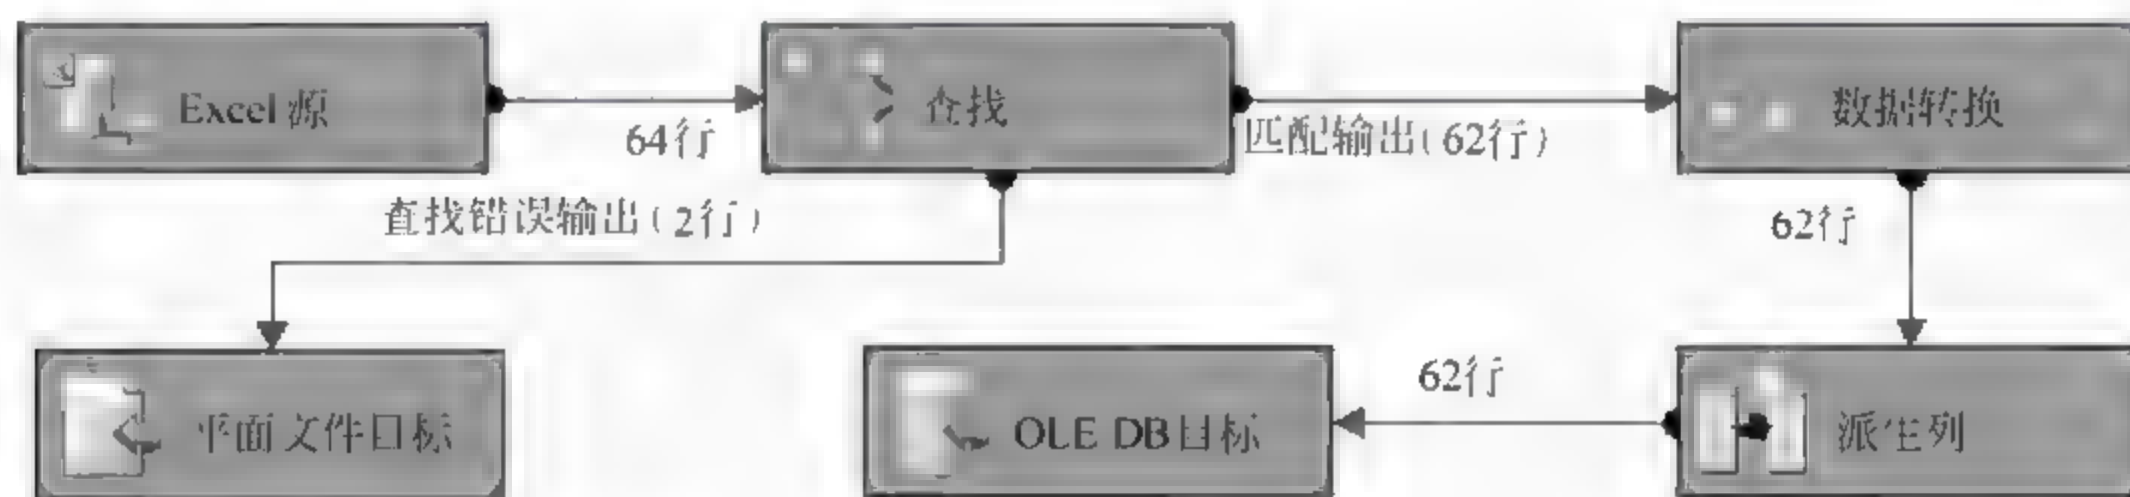 Excel 源
查找
数据转换
64行
匹配输出(62行)
查找错误输出(2行)
62行
62行
平面文件目标
OLE DB目标
派生列